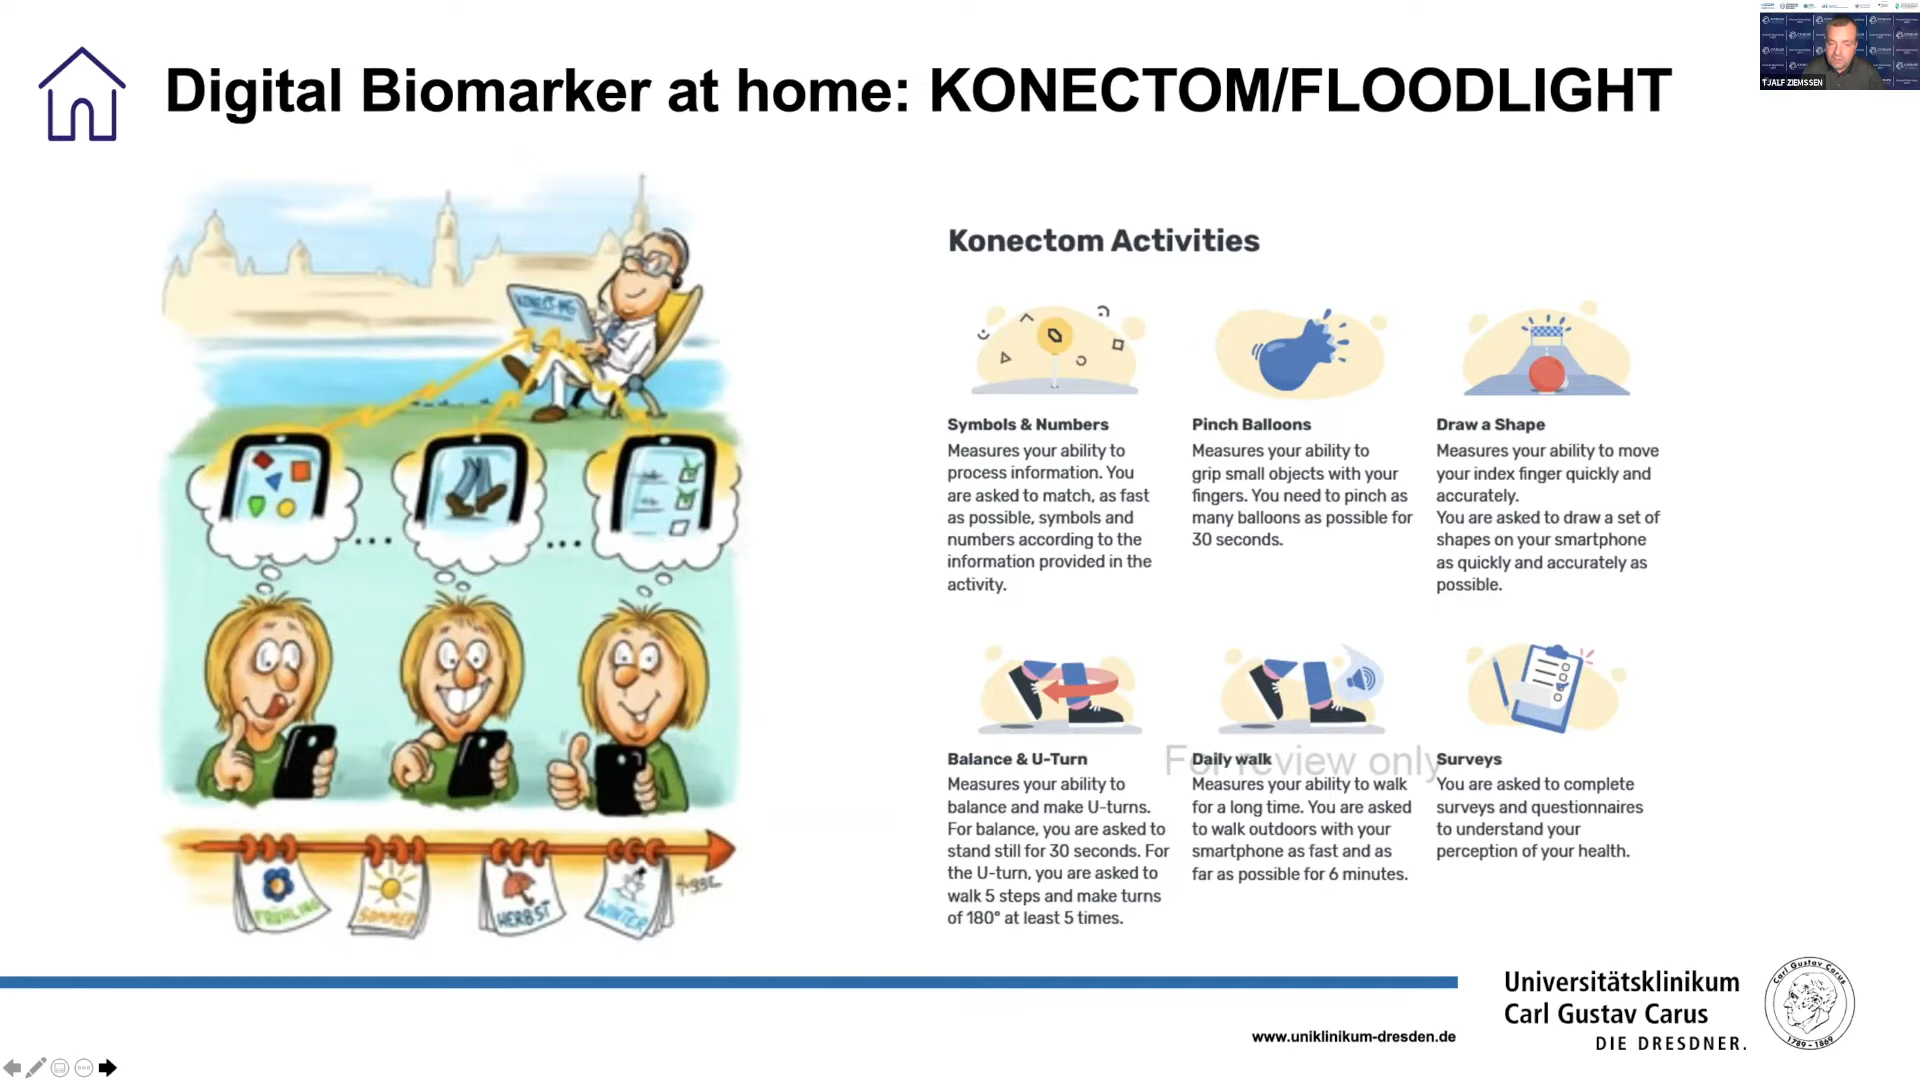 Digital Biomarker at home: KONECTOM/FLOODLIGHT
TJALF ZIEMSSEN
KONECT-MS
FRÜHLING
SOMMER
HERBST
WINTER
Konectom Activities
Symbols & Numbers
Measures your ability to
process information. You
are asked to match, as fast
as possible, symbols and
numbers according to the
information provided in the
activity.
Pinch Balloons
Measures your ability to
grip small objects with your
fingers. You need to pinch as
many balloons as possible for
30 seconds.
Draw a Shape
Measures your ability to move
your index finger quickly and
accurately.
You are asked to draw a set of
shapes on your smartphone
as quickly and accurately as
possible.
Balance & U-Turn
Measures your ability to
balance and make U-turns.
For balance, you are asked to
stand still for 30 seconds. For
the U-turn, you are asked to
walk 5 steps and make turns
of 180° at least 5 times.
For review only
Daily walk
Measures your ability to walk
for a long time. You are asked
to walk outdoors with your
smartphone as fast and as
far as possible for 6 minutes.
Surveys
You are asked to complete
surveys and questionnaires
to understand your
perception of your health.
www.uniklinikum-dresden.de
Universitätsklinikum
Carl Gustav Carus
DIE DRESDNER.
Carl Gustav Carus
1789 - 1869